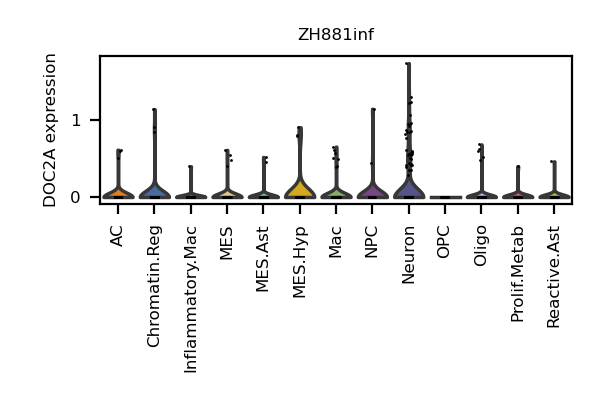 ZH881inf
DOC2A expression
1
0
AC
Chromatin.Reg
Inflammatory.Mac
MES
MES.Ast
MES.Hyp
Mac
NPC
Neuron
OPC
Oligo
Prolif.Metab
Reactive.Ast